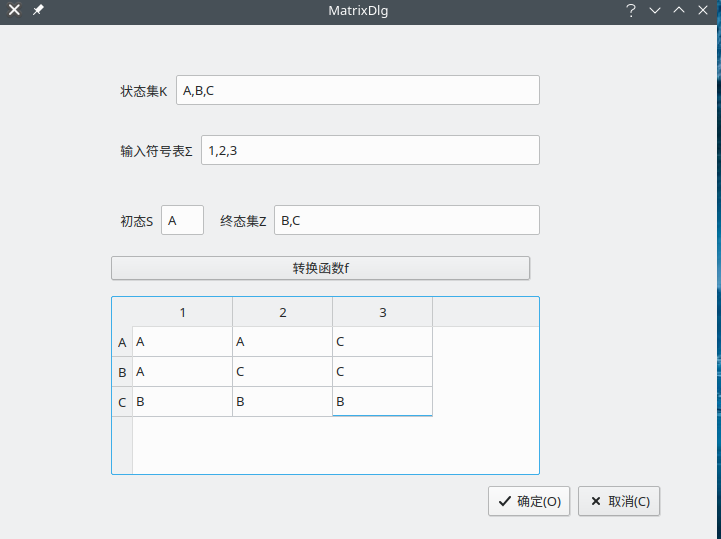 MatrixDlg
状态集K A,B,C
输入符号表Σ 1,2,3
初态S A 终态集Z B,C
转换函数f
1 2 3
A A A C
B A C C
C B B B
确定(O) 取消(C)